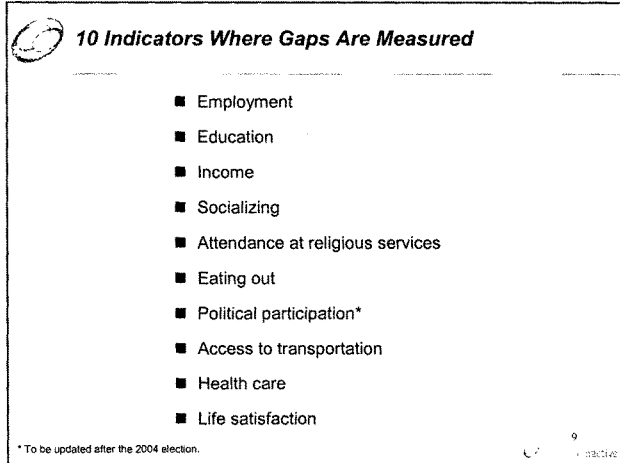 10 Indicators Where Gaps Are Measured
■ Employment
■ Education
■ Income
■ Socializing
■ Attendance at religious services
■ Eating out
■ Political participation*
■ Access to transportation
■ Health care
■ Life satisfaction
* To be updated after the 2004 election.
9